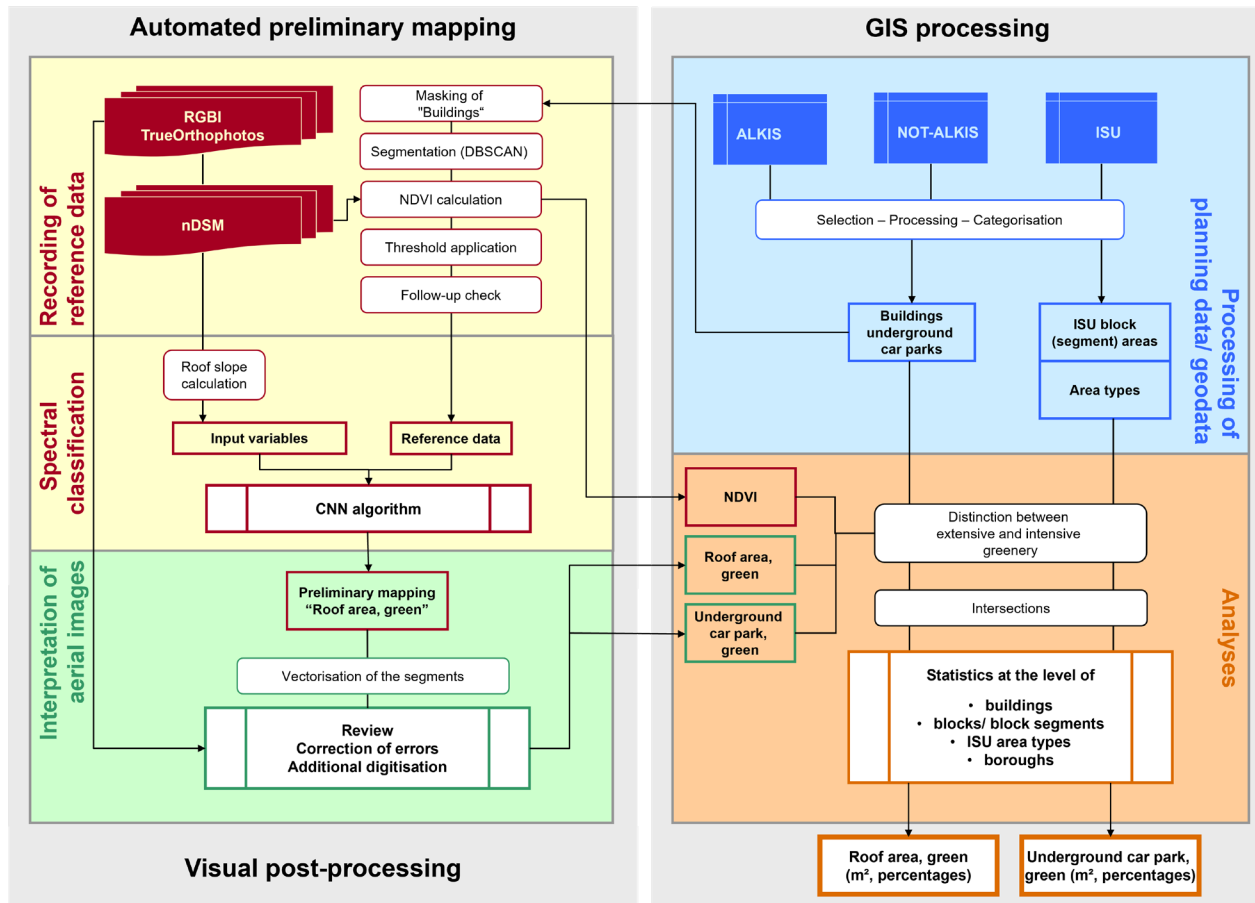 Automated preliminary mapping
Recording of
reference data
RGBI
TrueOrthophotos
nDSM
Masking of
"Buildings“
Segmentation (DBSCAN)
NDVI calculation
Threshold application
Follow-up check
Spectral
classification
Roof slope
calculation
Input variables
Reference data
CNN algorithm
Interpretation of
aerial images
Preliminary mapping
“Roof area, green”
Vectorisation of the segments
Review
Correction of errors
Additional digitisation
Visual post-processing
GIS processing
Processing of
planning data/ geodata
ALKIS
NOT-ALKIS
ISU
Selection – Processing – Categorisation
Buildings
underground
car parks
ISU block
(segment) areas
Area types
Analyses
NDVI
Roof area,
green
Underground
car park,
green
Distinction between
extensive and intensive
greenery
Intersections
Statistics at the level of
• buildings
• blocks/ block segments
• ISU area types
• boroughs
Roof area, green
(m², percentages)
Underground car park,
green (m², percentages)